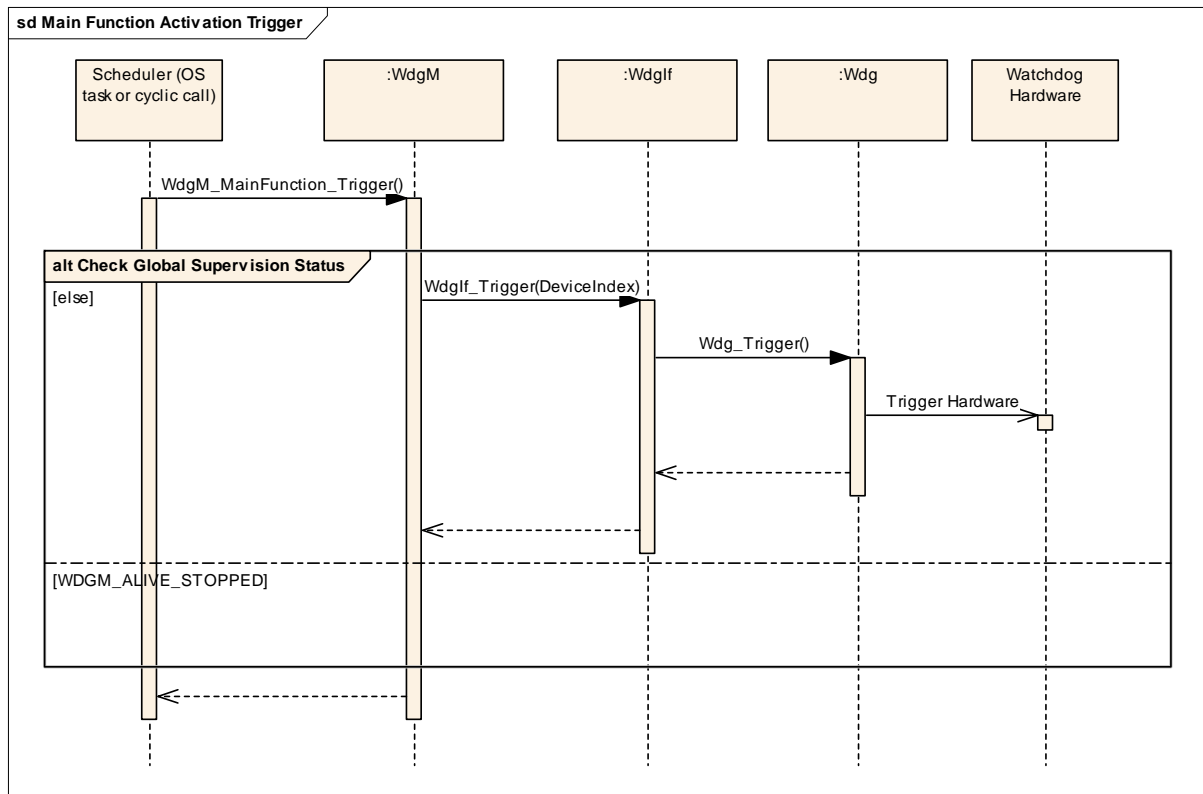 sd Main Function Activation Trigger
Scheduler (OS
task or cyclic call)
:WdgM
:WdgIf
:Wdg
Watchdog
Hardware
WdgM_MainFunction_Trigger()
alt Check Global Supervision Status
[else]
WdgIf_Trigger(DeviceIndex)
Wdg_Trigger()
Trigger Hardware
[WDGM_ALIVE_STOPPED]